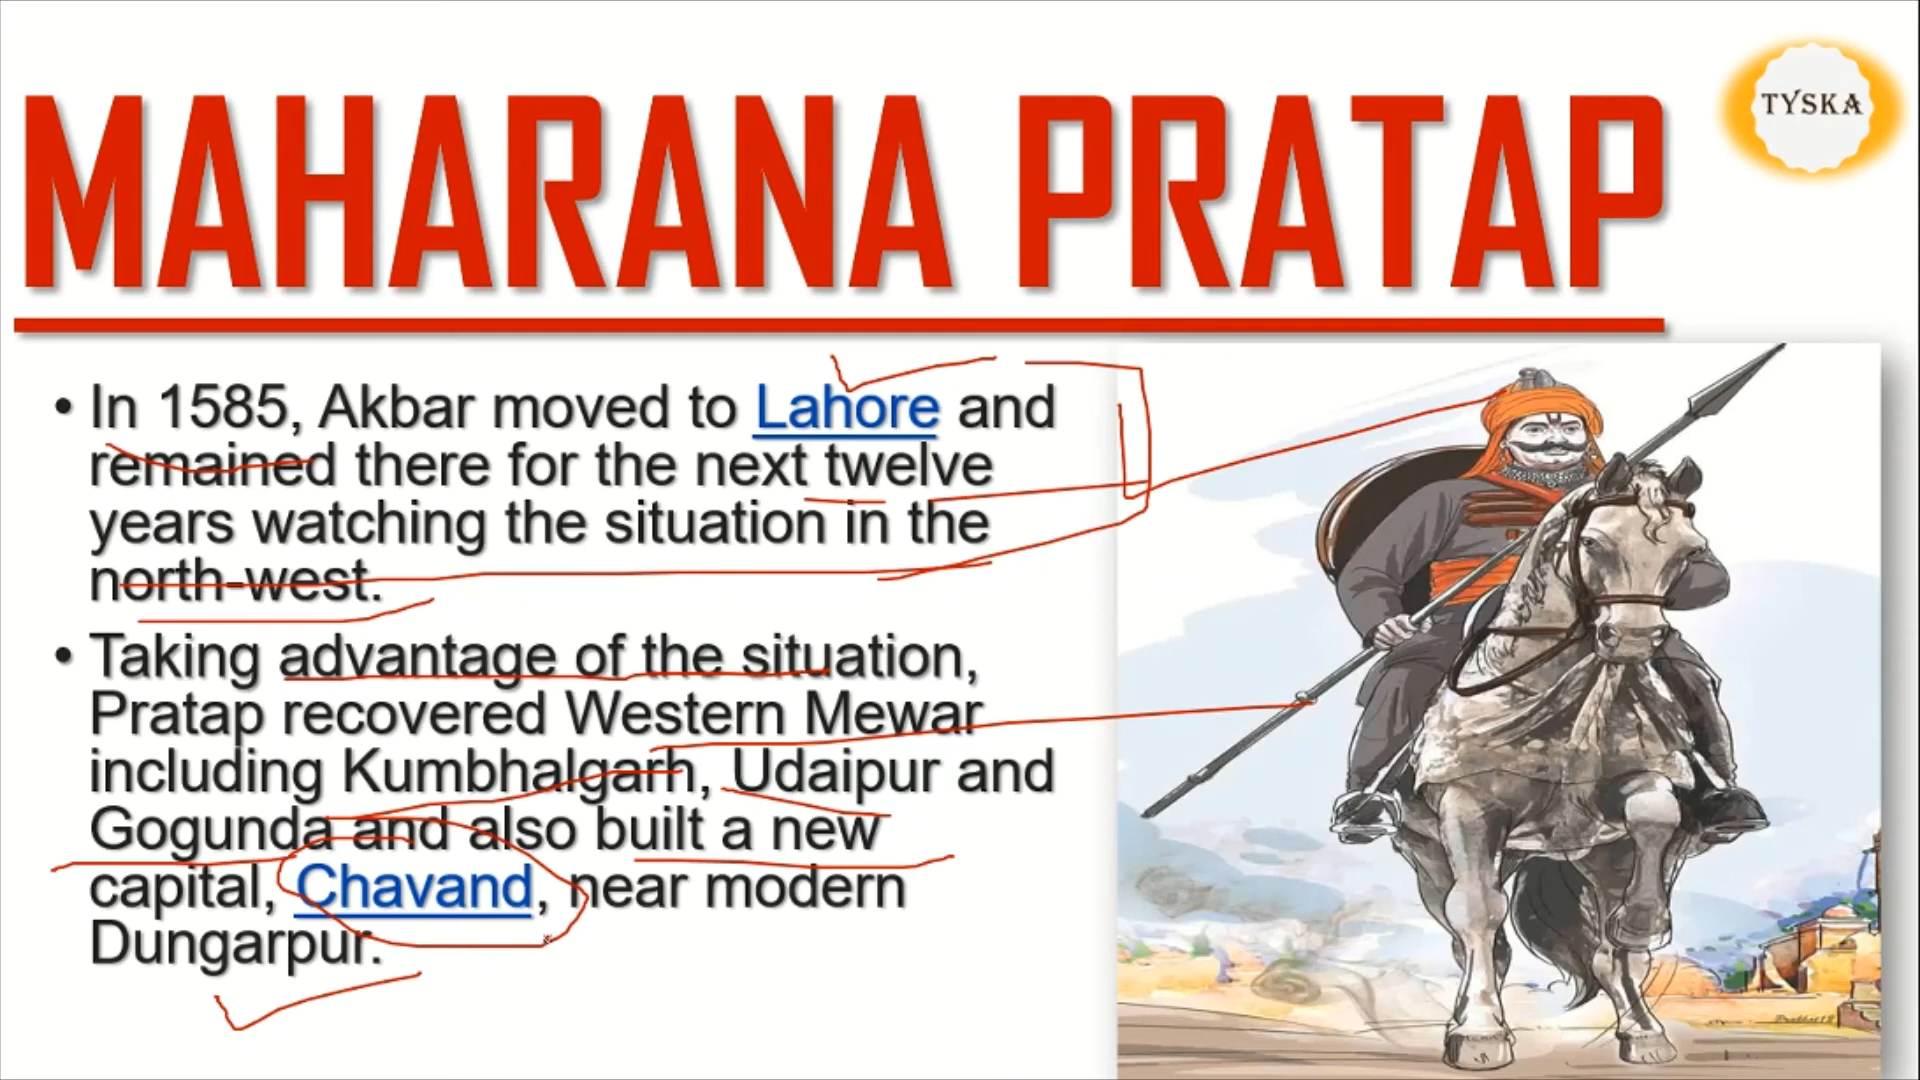 MAHARANA PRATAP
TYSKA
• In 1585, Akbar moved to Lahore and
remained there for the next twelve
years watching the situation in the
north-west.
• Taking advantage of the situation,
Pratap recovered Western Mewar
including Kumbhalgarh, Udaipur and
Gogunda and also built a new
capital, Chavand, near modern
Dungarpur.